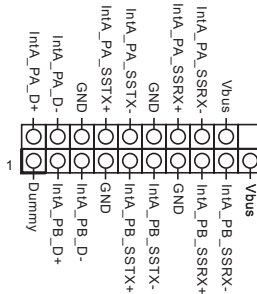 IntA_PA_D+
IntA_PA_D-
GND
IntA_PA_SSTX+
IntA_PA_SSTX-
GND
IntA_PA_SSRX+
IntA_PA_SSRX-
Vbus
1
Dummy
IntA_PB_D+
IntA_PB_D-
GND
IntA_PB_SSTX+
IntA_PB_SSTX-
GND
IntA_PB_SSRX+
IntA_PB_SSRX-
Vbus